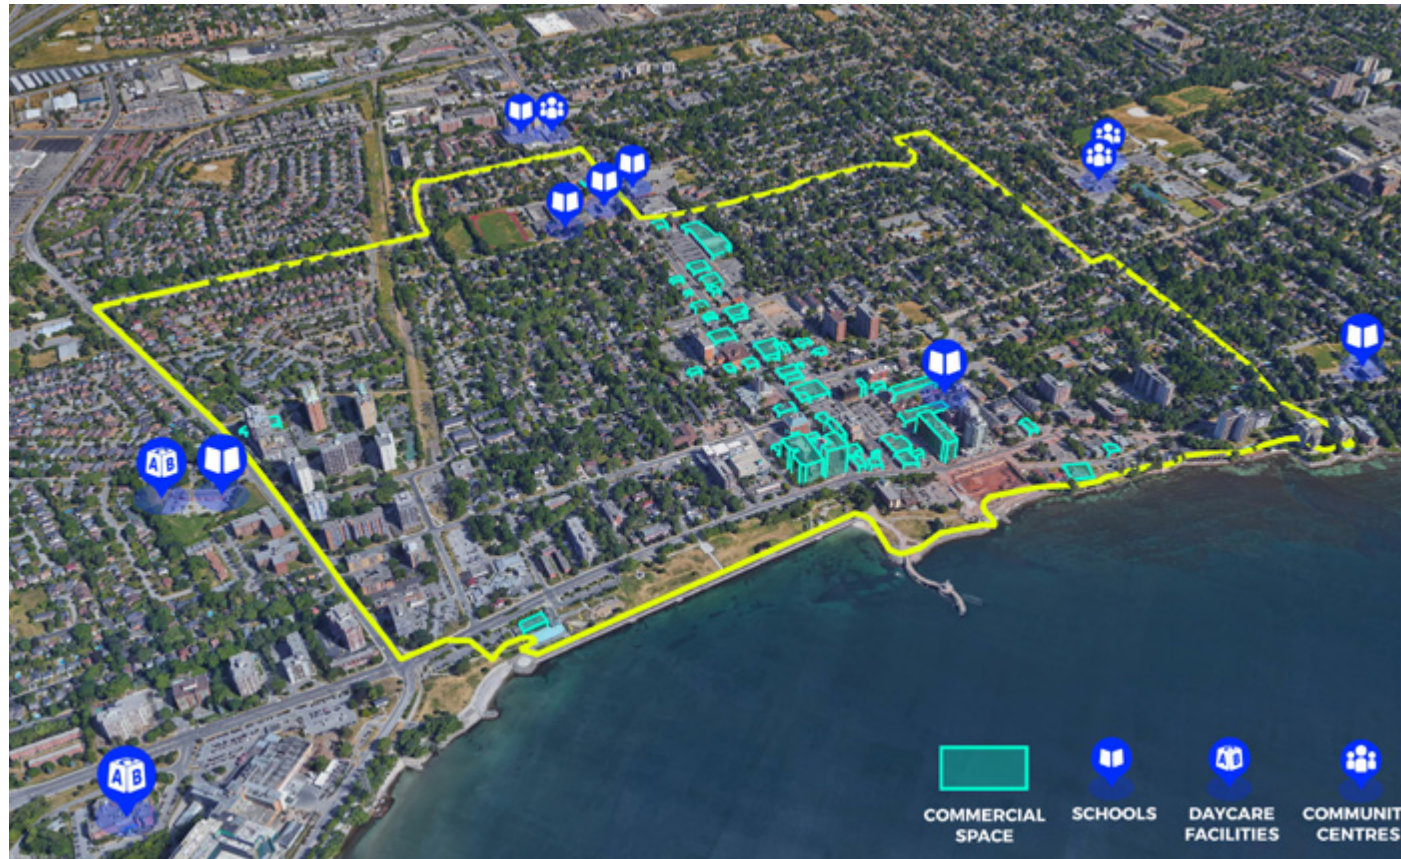 A B
A B
COMMERCIAL
SPACE
SCHOOLS
A B
DAYCARE
FACILITIES
COMMUNIT
CENTRES